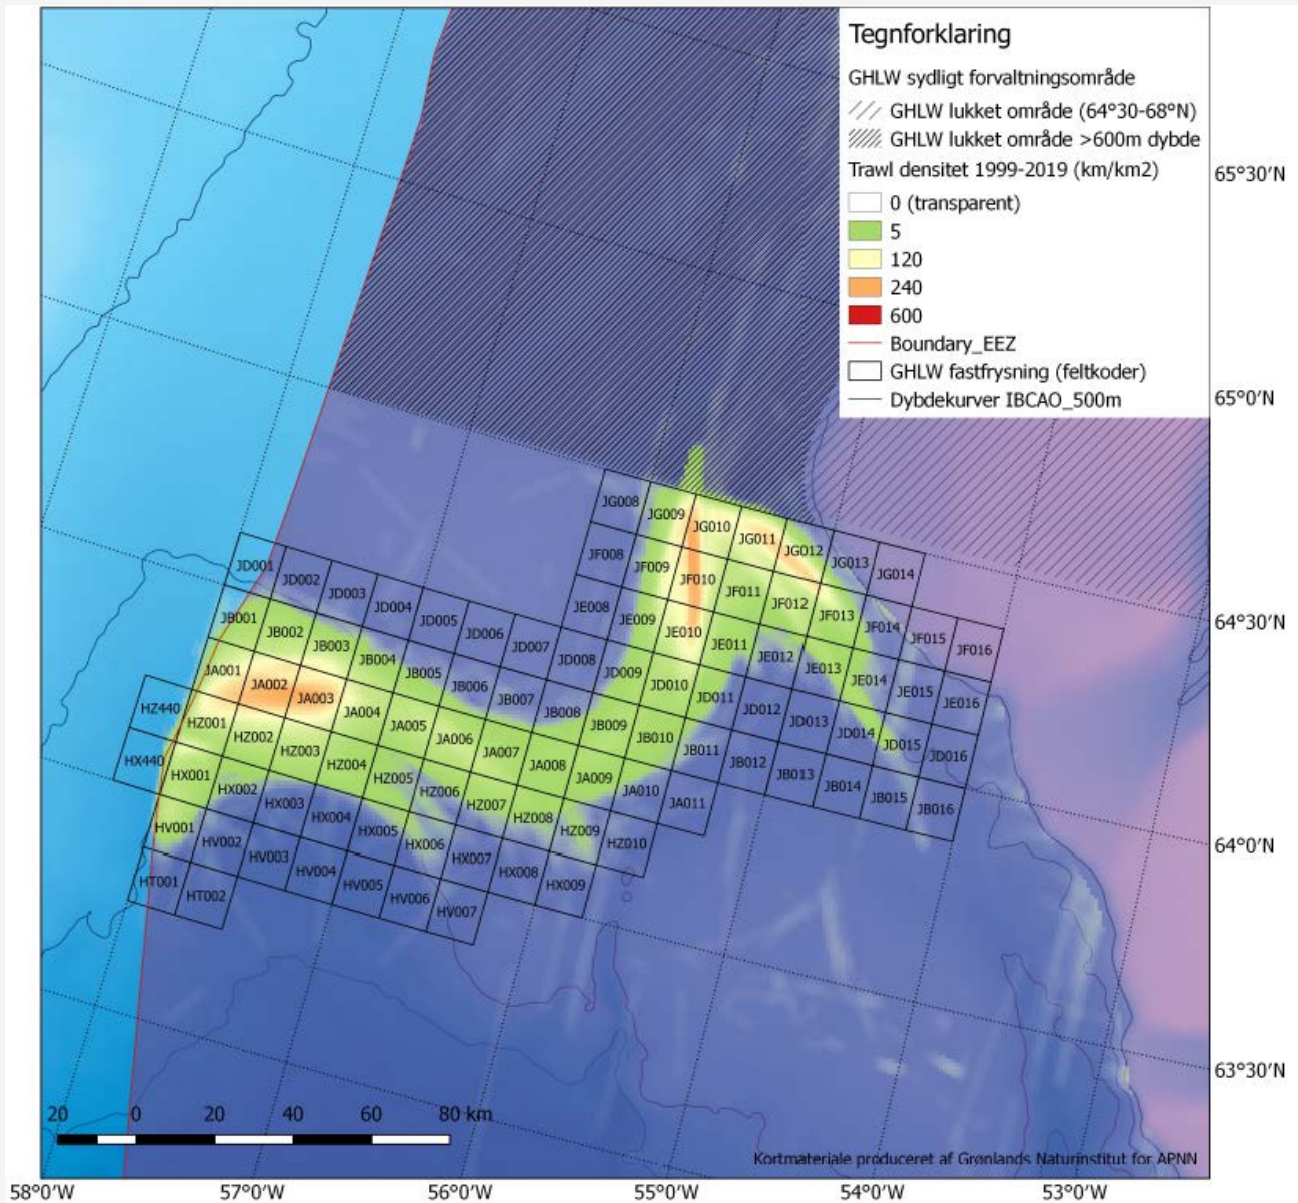 Tegnforklaring
GHLW sydligt forvaltningsområde
GHLW lukket område (64°30-68°N)
GHLW lukket område >600m dybde
Trawl densitet 1999-2019 (km/km2)
0 (transparent)
5
120
240
600
Boundary_EEZ
GHLW fastfrysning (feltkoder)
Dybdekurver IBCAO_500m
65°30'N
65°0'N
64°30'N
64°0'N
63°30'N
JG008 JG009 JG010 JG011 JG012 JG013 JG014
JF008 JF009 JF010 JF011 JF012 JF013 JF014 JF015 JF016
JE008 JE009 JE010 JE011 JE012 JE013 JE014 JE015 JE016
JD001 JD002 JD003 JD004 JD005 JD006 JD007 JD008 JD009 JD010 JD011 JD012 JD013 JD014 JD015 JD016
JB001 JB002 JB003 JB004 JB005 JB006 JB007 JB008 JB009 JB010 JB011 JB012 JB013 JB014 JB015 JB016
JA001 JA002 JA003 JA004 JA005 JA006 JA007 JA008 JA009 JA010 JA011
HZ440 HZ001 HZ002 HZ003 HZ004 HZ005 HZ006 HZ007 HZ008 HZ009 HZ010
HX440 HX001 HX002 HX003 HX004 HX005 HX006 HX007 HX008 HX009
HV001 HV002 HV003 HV004 HV005 HV006 HV007
HT001 HT002
20 0 20 40 60 80 km
Kortmateriale produceret af Grønlands Naturinstitut for APNN
58°0'W 57°0'W 56°0'W 55°0'W 54°0'W 53°0'W